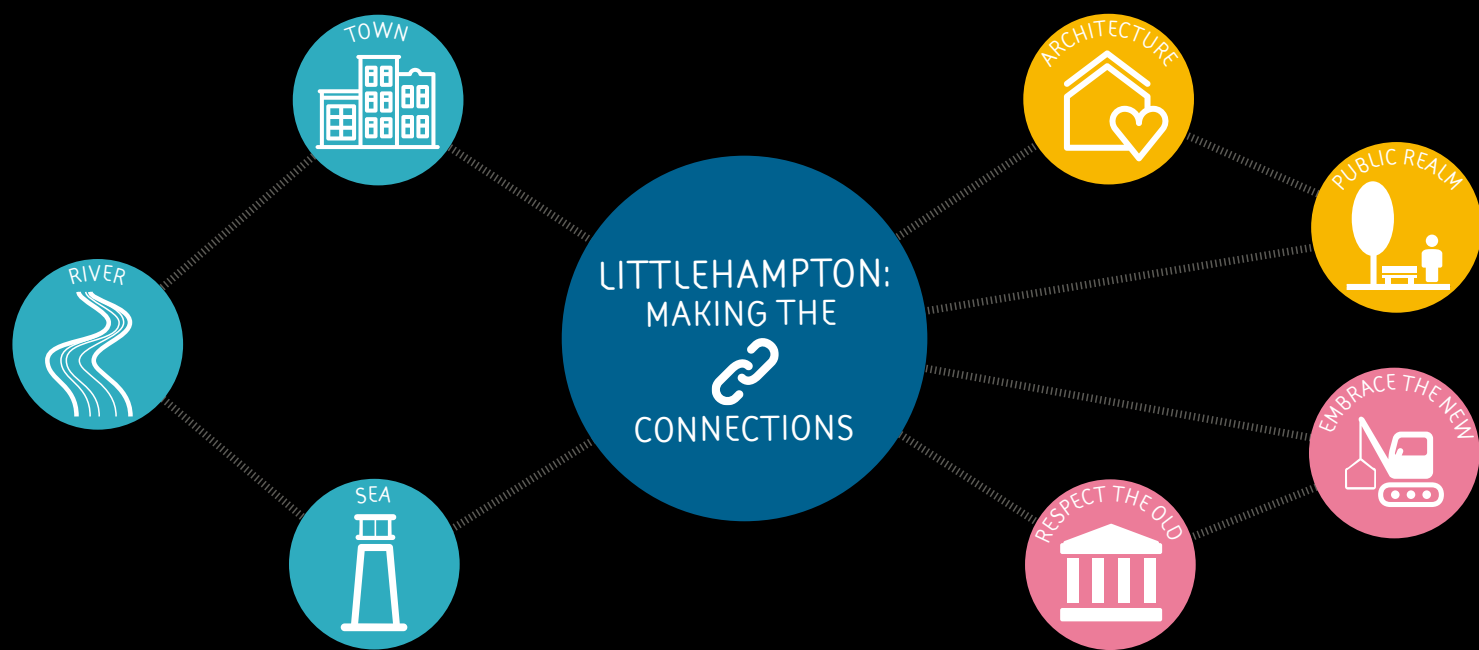 TOWN
RIVER
SEA
LITTLEHAMPTON:
MAKING THE
CONNECTIONS
ARCHITECTURE
PUBLIC REALM
EMBRACE THE NEW
RESPECT THE OLD